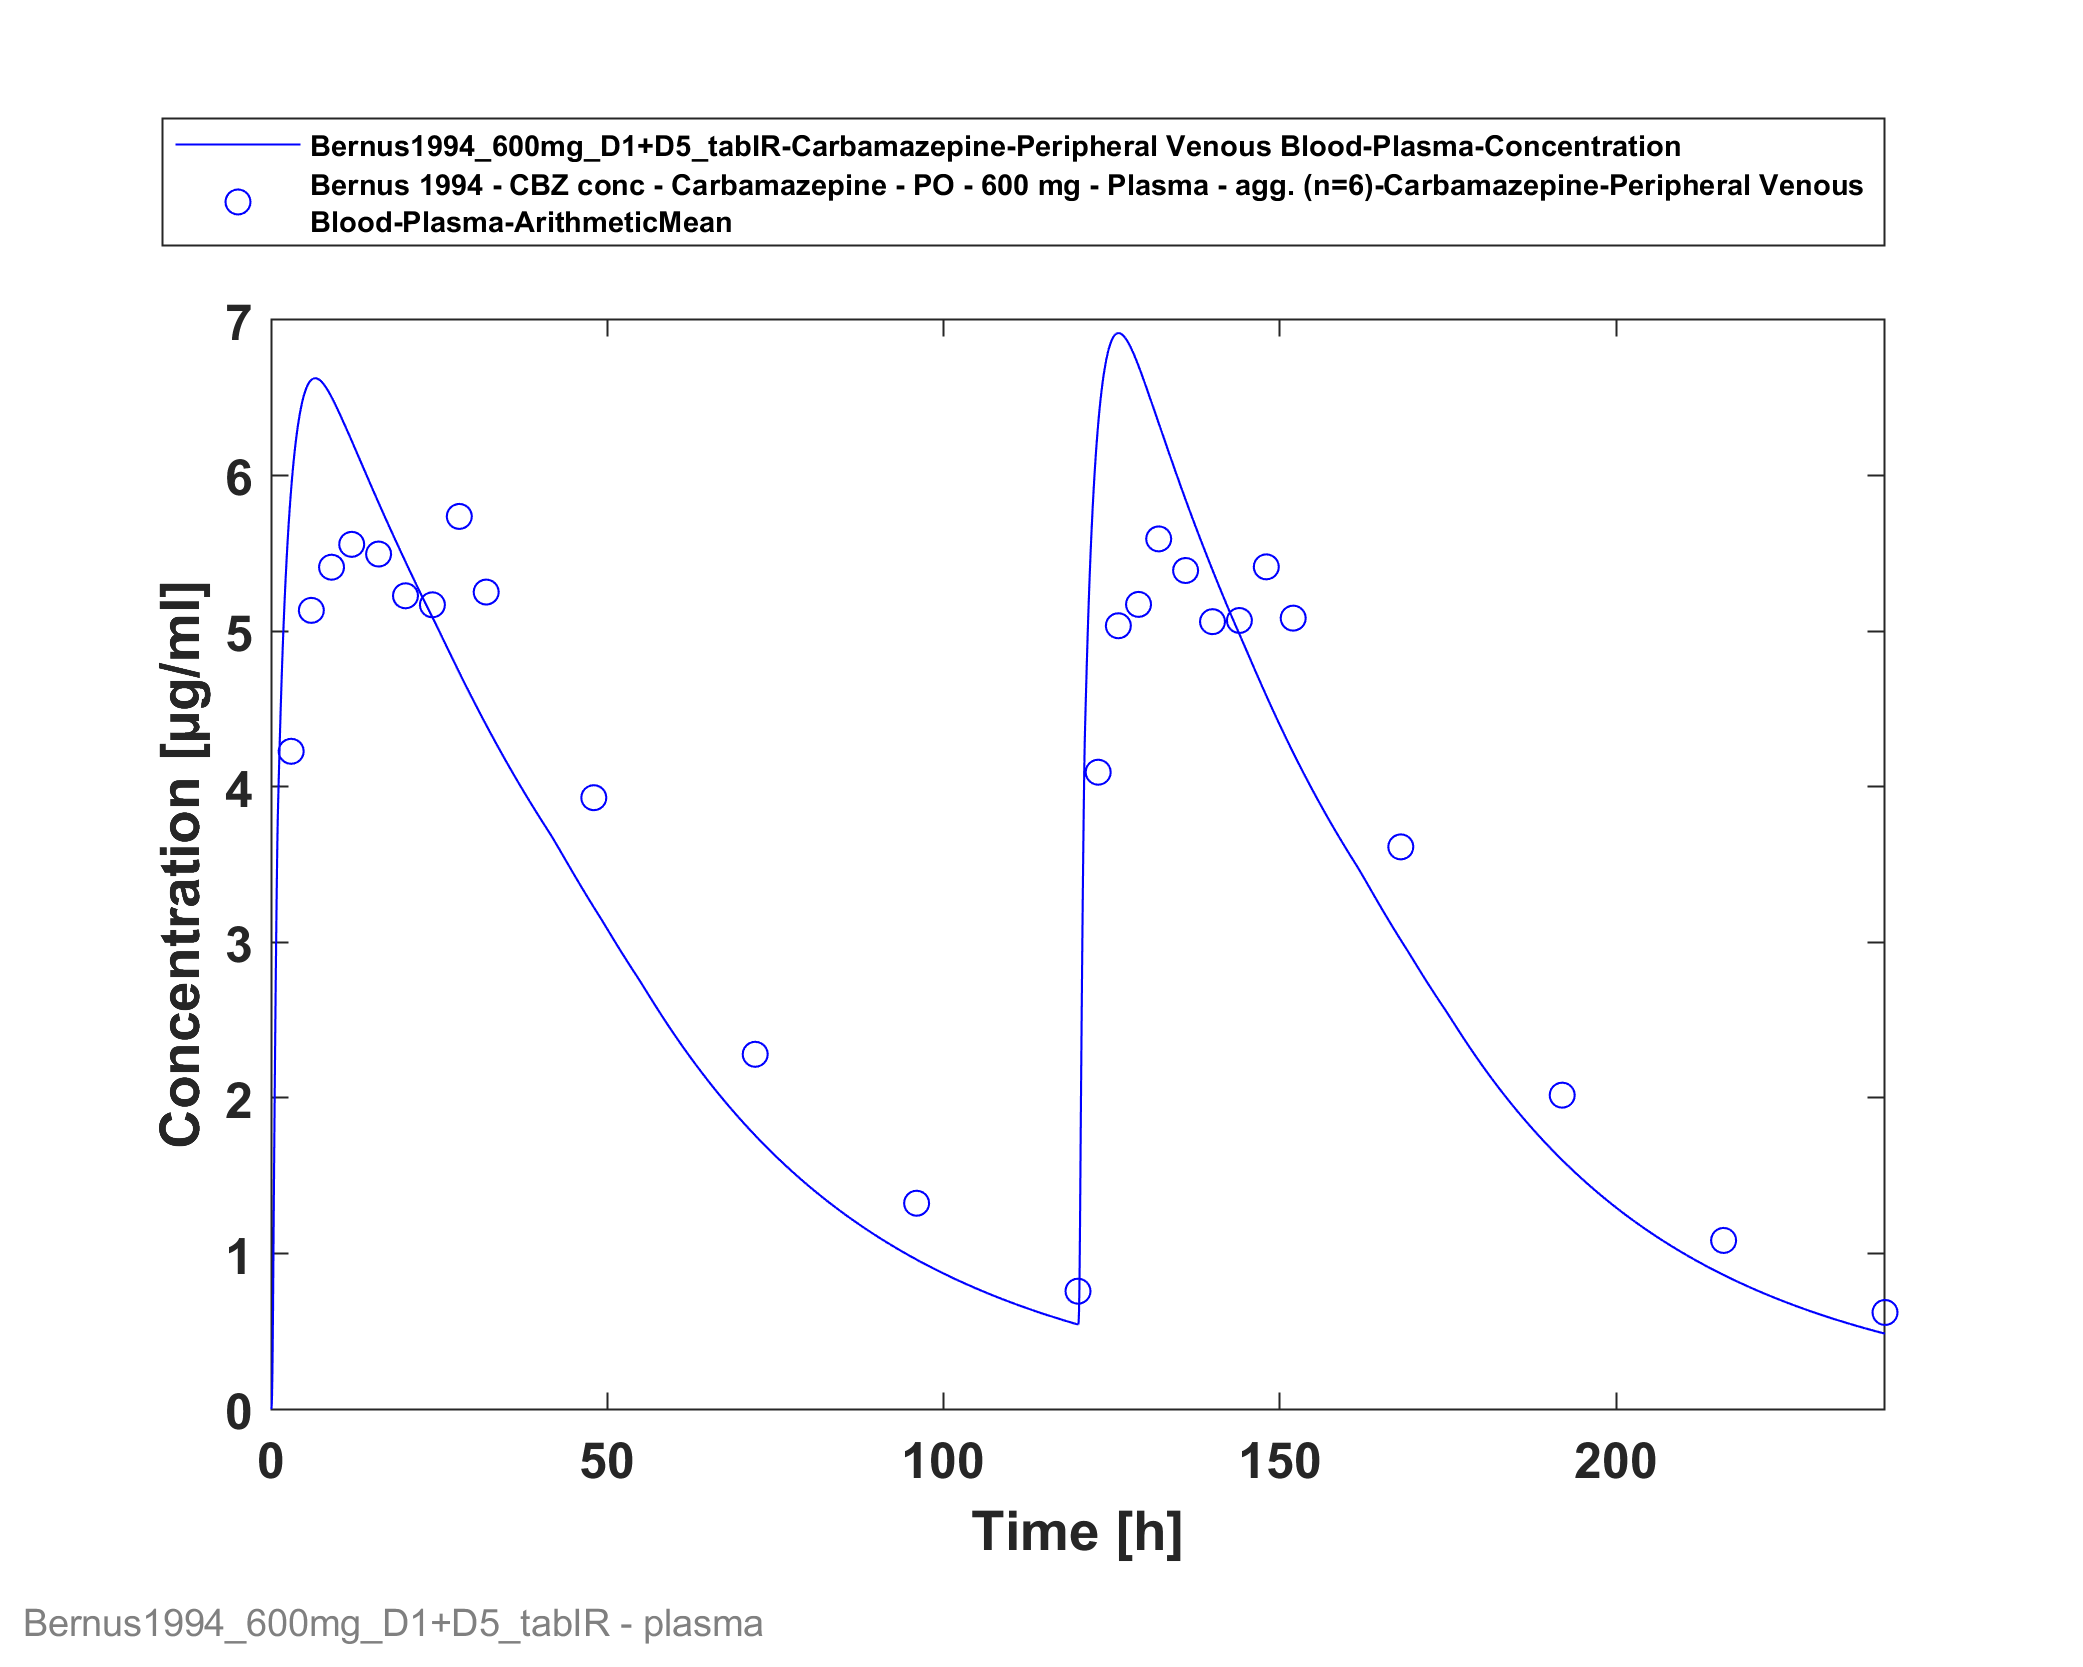 Bernus1994_600mg_D1+D5_tabIR-Carbamazepine-Peripheral Venous Blood-Plasma-Concentration
Bernus 1994 - CBZ conc - Carbamazepine - PO - 600 mg - Plasma - agg. (n=6)-Carbamazepine-Peripheral Venous
Blood-Plasma-ArithmeticMean
7
6
5
4
3
2
1
0
Concentration [µg/ml]
0 50 100 150 200
Time [h]
Bernus1994_600mg_D1+D5_tabIR - plasma